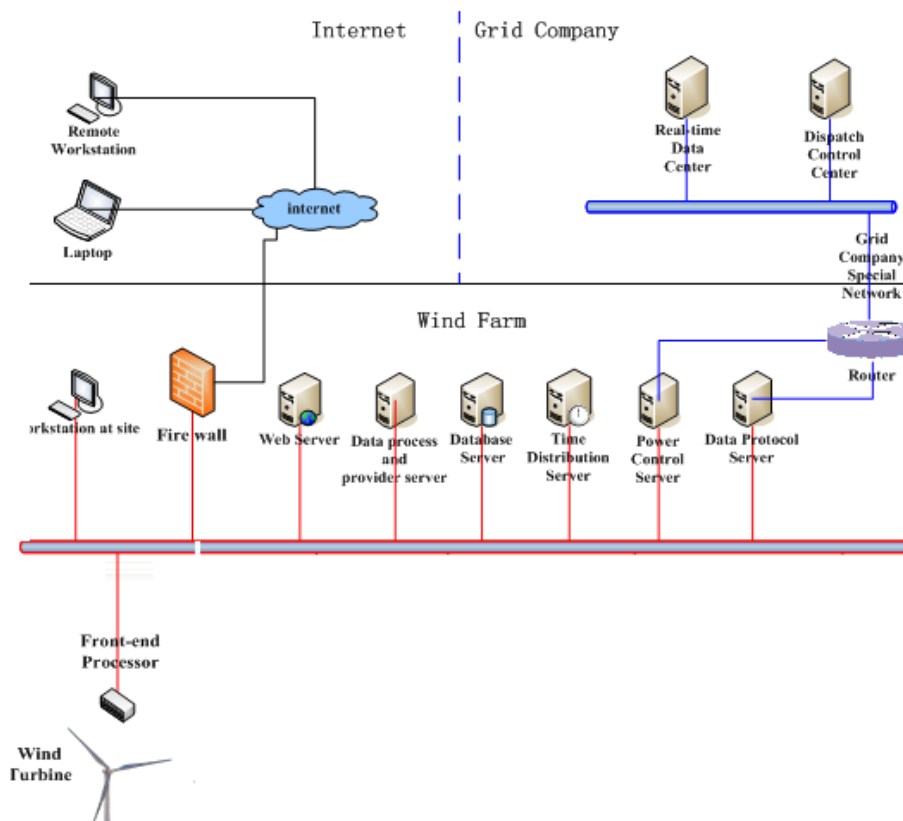 Internet
Grid Company
Remote
Workstation
Real-time
Data
Center
Dispatch
Control
Center
internet
Laptop
Grid
Company
Special
Network
Wind Farm
Router
orkstation at site
Fire wall
Web Server
Data process
and
provider server
Database
Server
Time
Distribution
Server
Power
Control
Server
Data Protocol
Server
Front-end
Processor
Wind
Turbine